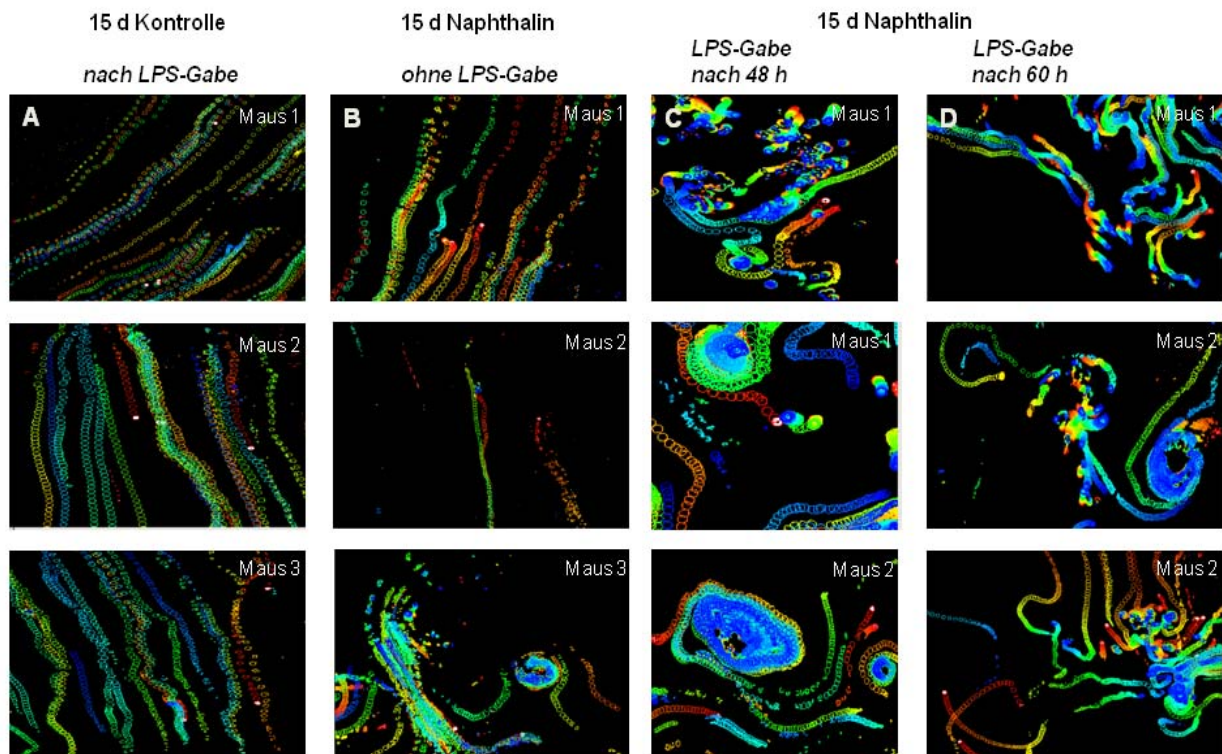 15 d Kontrolle
15 d Naphthalin
15 d Naphthalin
nach LPS-Gabe
ohne LPS-Gabe
LPS-Gabe
nach 48 h
LPS-Gabe
nach 60 h
A
Maus 1
B
Maus 1
C
Maus 1
D
Maus 1
Maus 2
Maus 2
Maus 1
Maus 2
Maus 3
Maus 3
Maus 2
Maus 2